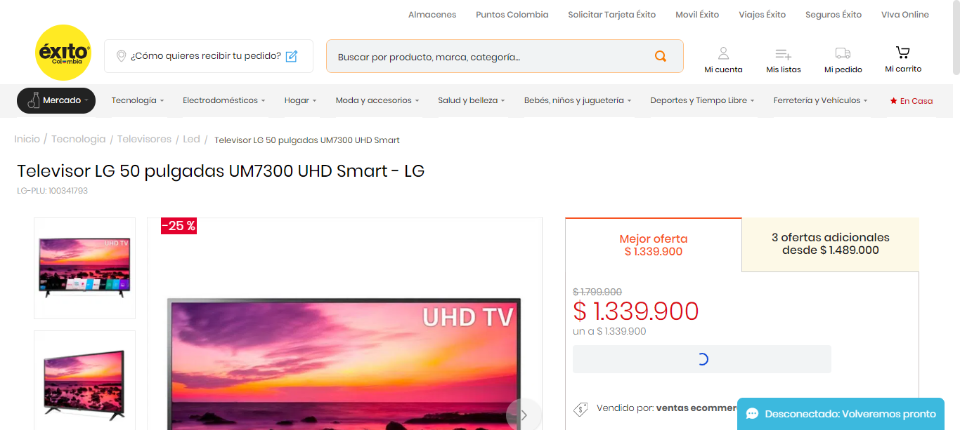 Almacenes Puntos Colombia Solicitar Tarjeta Éxito Movil Éxito Viajes Éxito Seguros Éxito VIva Online
éxito
Colombia
¿Cómo quieres recibir tu pedido?
Buscar por producto, marca, categoría...
Mi cuenta Mis listas Mi pedido Mi carrito
Mercado Tecnología Electrodomésticos Hogar Moda y accesorios Salud y belleza Bebés, niños y juguetería Deportes y Tiempo Libre Ferretería y Vehículos En Casa
Inicio / Tecnologia / Televisores / Led / Televisor LG 50 pulgadas UM7300 UHD Smart
Televisor LG 50 pulgadas UM7300 UHD Smart - LG
LG-PLU: 100341793
-25 %
UHD TV
UHD TV
Mejor oferta
$ 1.339.900
3 ofertas adicionales
desde $ 1.489.000
$ 1.799.900
$ 1.339.900
un a $ 1.339.900
Vendido por: ventas ecommer
Desconectado: Volveremos pronto